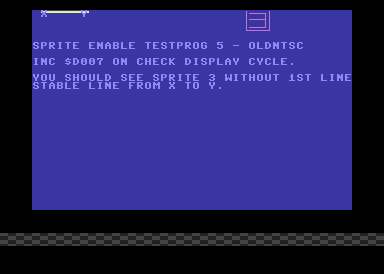 X Y
SPRITE ENABLE TESTPROG 5 - OLDNTSC
INC $D007 ON CHECK DISPLAY CYCLE.
YOU SHOULD SEE SPRITE 3 WITHOUT 1ST LINE
STABLE LINE FROM X TO Y.